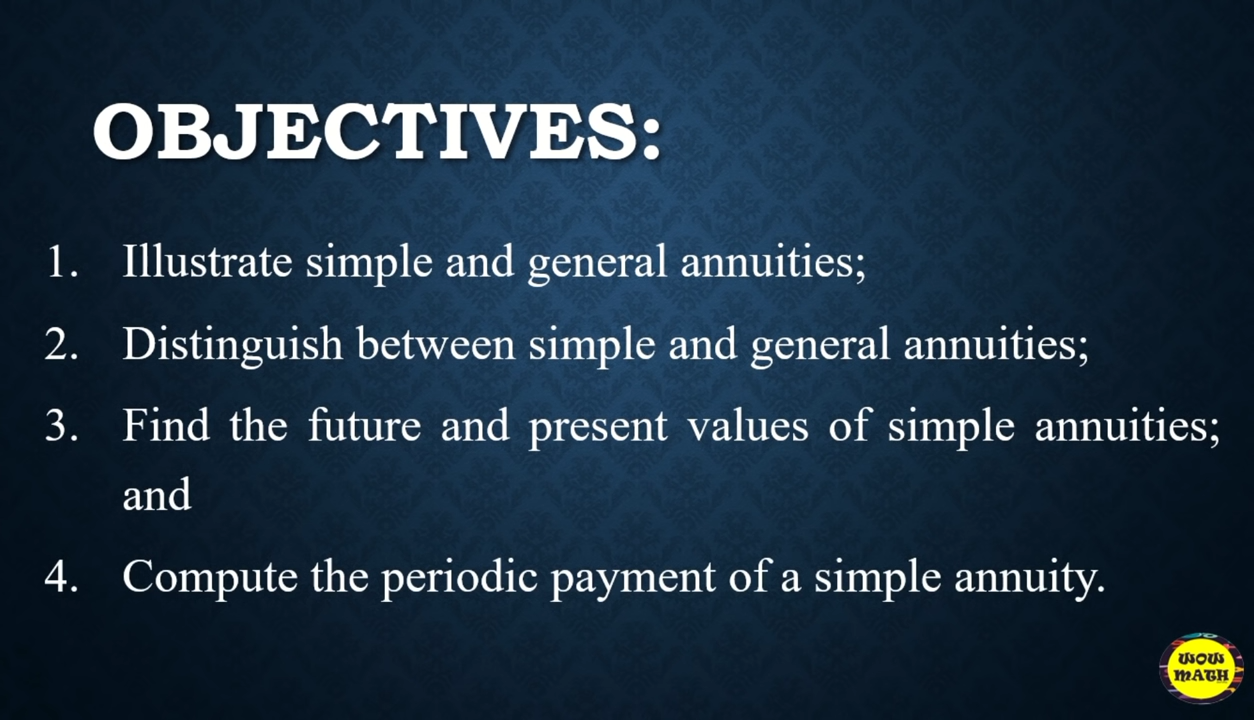 OBJECTIVES:
1. Illustrate simple and general annuities;
2. Distinguish between simple and general annuities;
3. Find the future and present values of simple annuities;
and
4. Compute the periodic payment of a simple annuity.
WOW
MATH